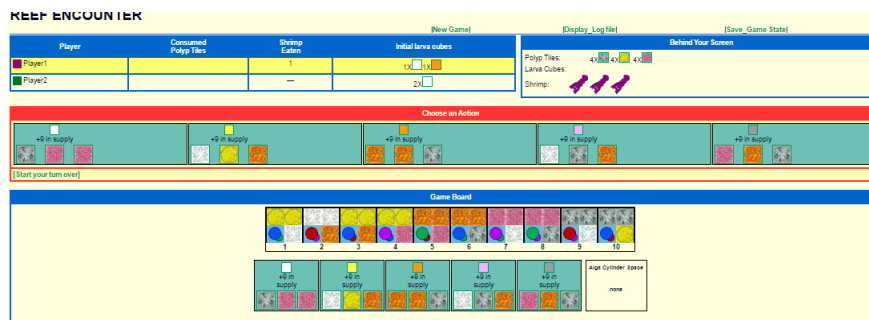 REEF ENCOUNTER
|New Game| |Display_Log file| |Save_Game State|
Player Consumed Polyp Tiles Shrimp Eaten Initial larva cubes
Player1 1 1X 1X
Player2 --- 2X
Behind Your Screen
Polyp Tiles: 4X 4X 4X
Larva Cubes:
Shrimp:
Choose an Action
+9 in supply +9 in supply +9 in supply +9 in supply +9 in supply
[Start your turn over]
Game Board
1 2 3 4 5 6 7 8 9 10
+9 in supply +9 in supply +9 in supply +9 in supply +9 in supply
Alga Cylinder Space
none